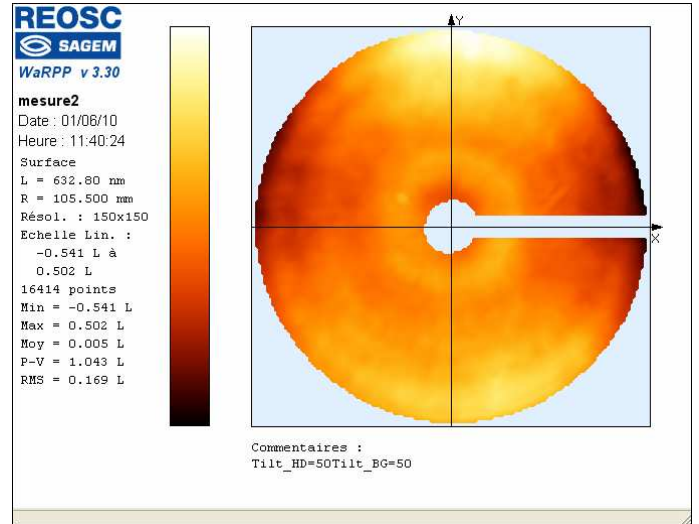 REOSC
SAGEM
WaRPP v 3.30
mesure2
Date : 01/06/10
Heure : 11:40:24
Surface
L = 632.80 nm
R = 105.500 mm
Résol. : 150x150
Echelle Lin. :
-0.541 L à
0.502 L
16414 points
Min = -0.541 L
Max = 0.502 L
Moy = 0.005 L
P-V = 1.043 L
RMS = 0.169 L
Y
X
Commentaires :
Tilt_HD=50Tilt_BG=50